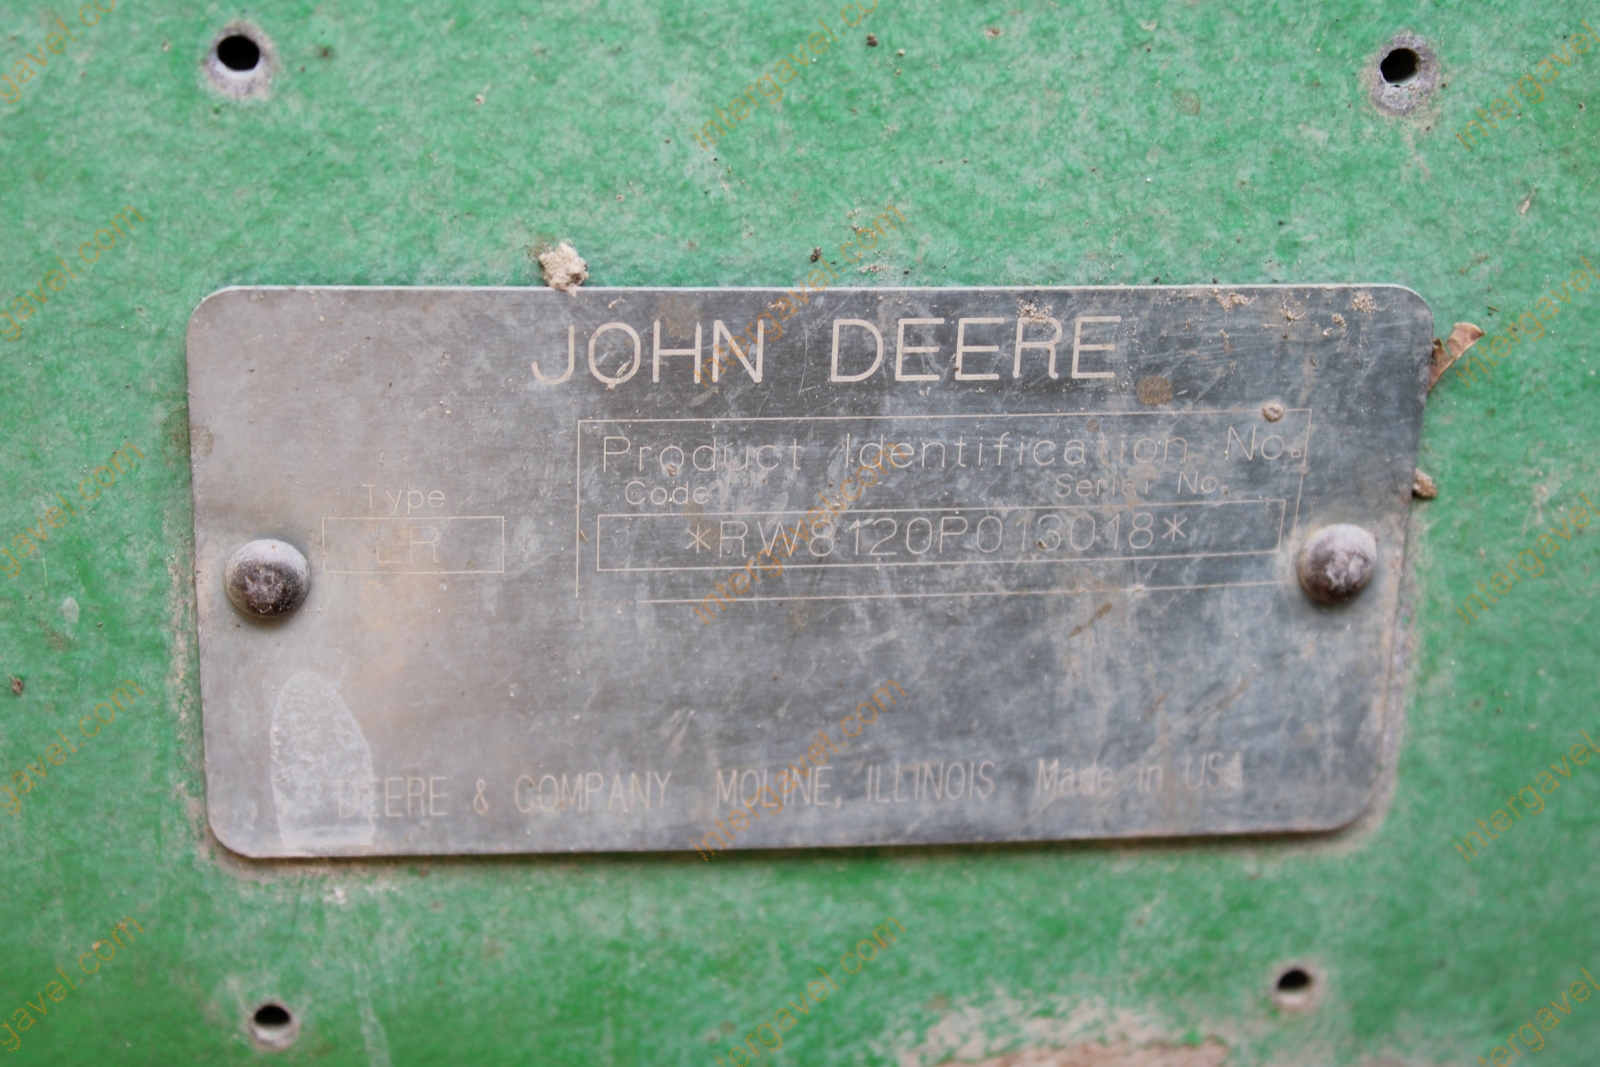 JOHN DEERE
Product Identification No.
Code Serial No.
Type
LR
*RW8120P013018*
DEERE & COMPANY MOLINE, ILLINOIS Made in USA
intergavel.com